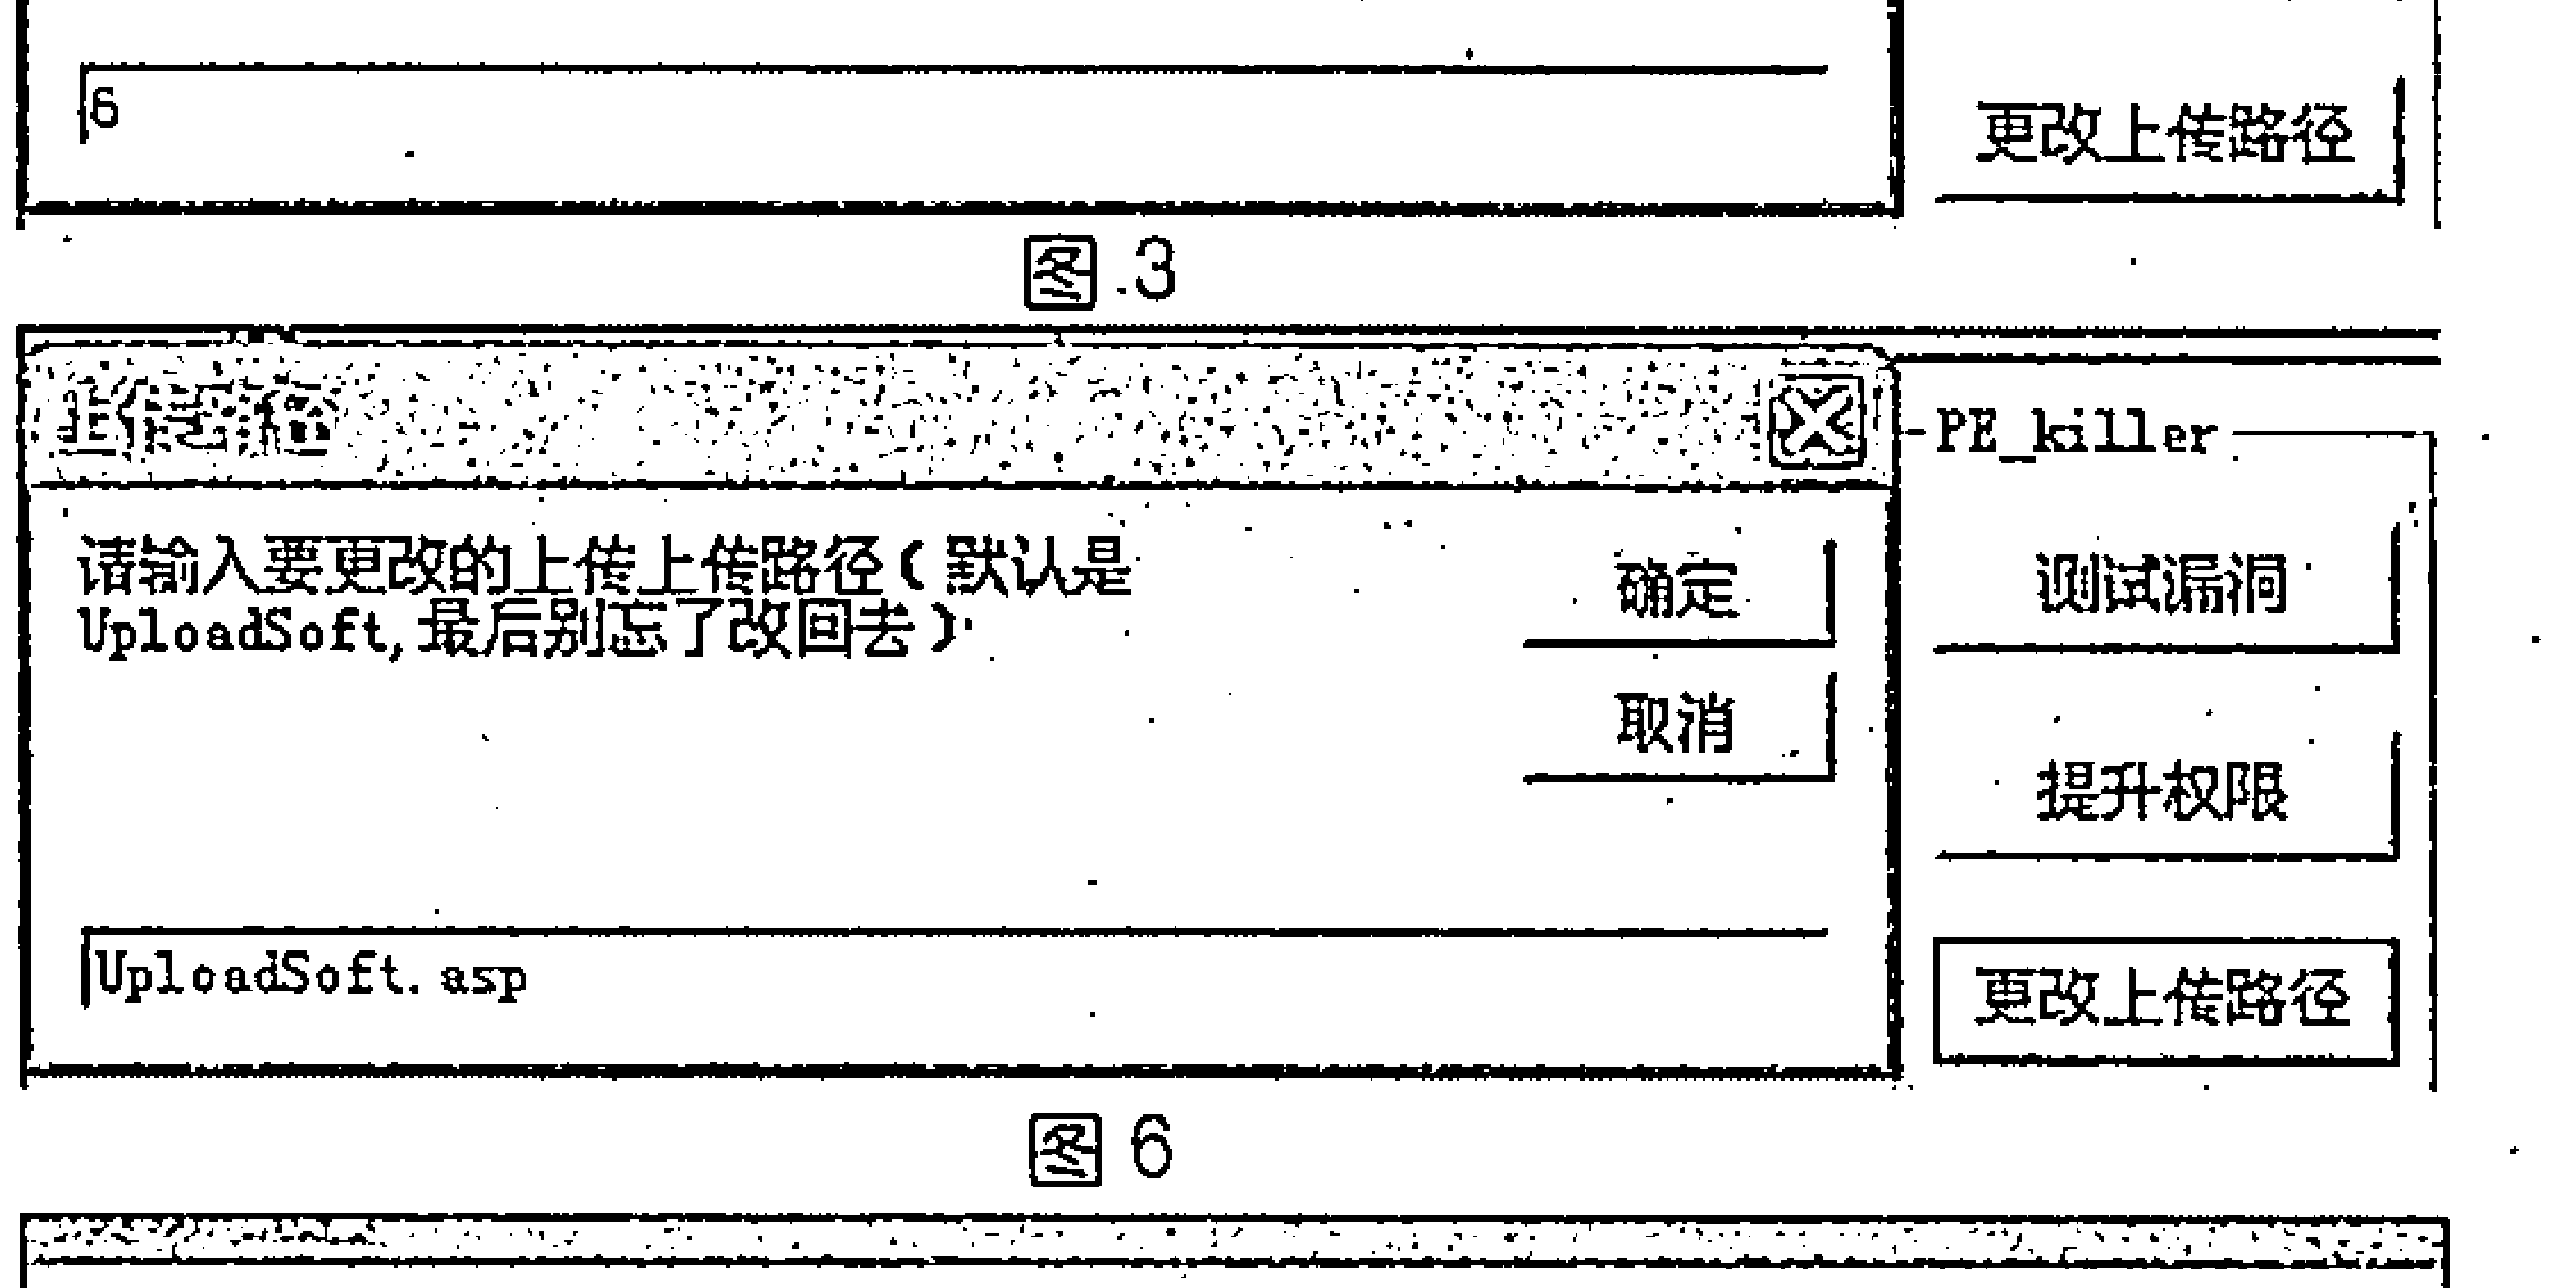 6
更改上传路径
图.3
上传路径
-PE_killer
请输入要更改的上传上传路径(默认是
UploadSoft,最后别忘了改回去)
确定
取消
测试漏洞
提升权限
UploadSoft.asp
更改上传路径
图 6